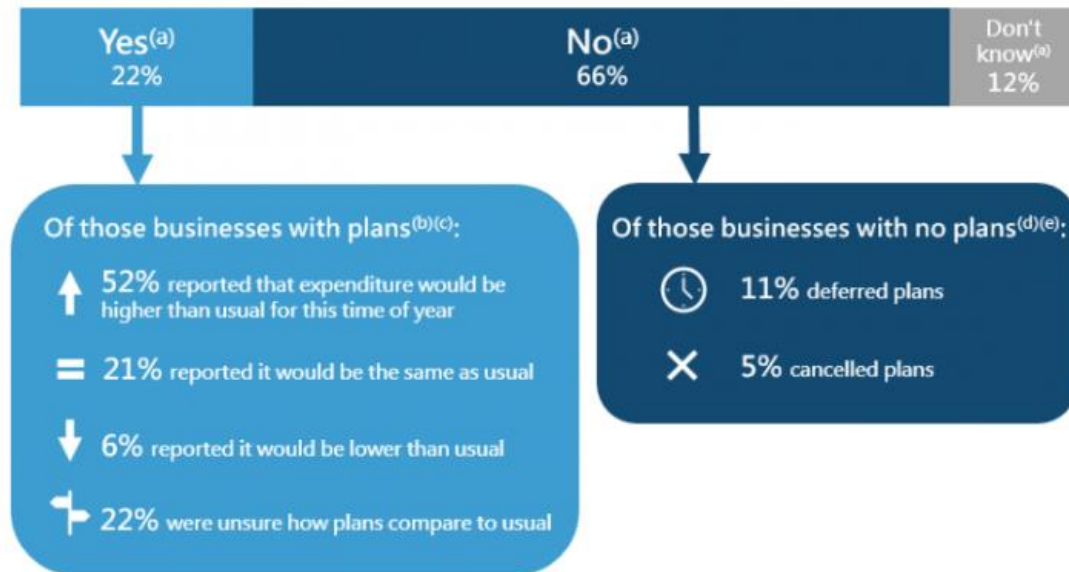 Yes(a)
22%
No(a)
66%
Don't
know(a)
12%
Of those businesses with plans(b)(c):
52% reported that expenditure would be
higher than usual for this time of year
21% reported it would be the same as usual
6% reported it would be lower than usual
22% were unsure how plans compare to usual
Of those businesses with no plans(d)(e):
11% deferred plans
5% cancelled plans